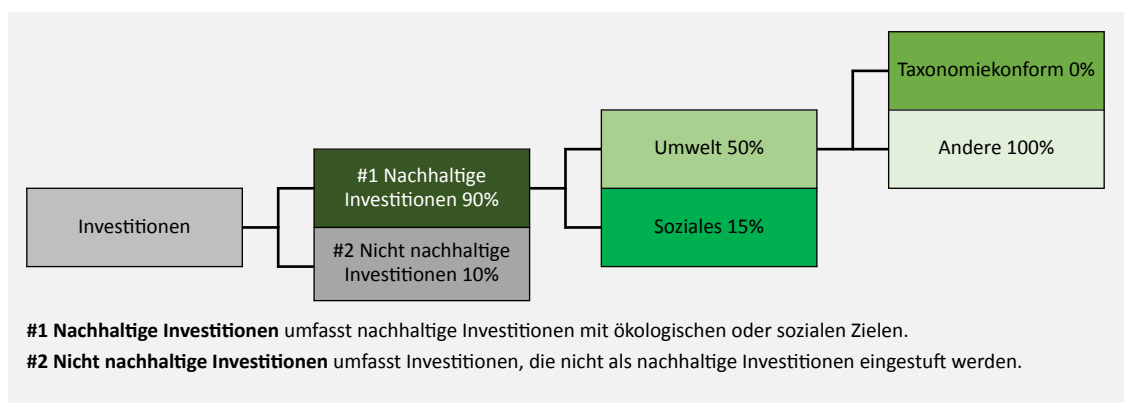 Taxonomiekonform 0%
Umwelt 50%
Andere 100%
#1 Nachhaltige
Investitionen 90%
Investitionen
Soziales 15%
#2 Nicht nachhaltige
Investitionen 10%
#1 Nachhaltige Investitionen umfasst nachhaltige Investitionen mit ökologischen oder sozialen Zielen.
#2 Nicht nachhaltige Investitionen umfasst Investitionen, die nicht als nachhaltige Investitionen eingestuft werden.